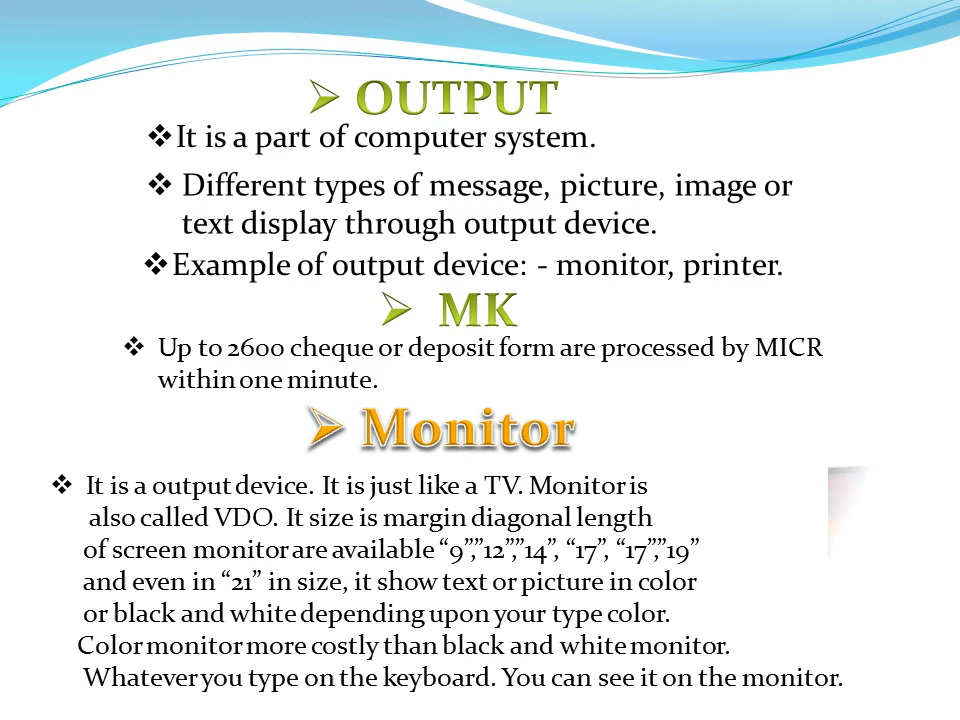 ➢ OUTPUT
❖It is a part of computer system.
❖ Different types of message, picture, image or
text display through output device.
❖Example of output device: - monitor, printer.
➢ MK
❖ Up to 2600 cheque or deposit form are processed by MICR
within one minute.
➢ Monitor
❖ It is a output device. It is just like a TV. Monitor is
also called VDO. It size is margin diagonal length
of screen monitor are available “9”,”12”,”14”, “17”, “17”,”19”
and even in “21” in size, it show text or picture in color
or black and white depending upon your type color.
Color monitor more costly than black and white monitor.
Whatever you type on the keyboard. You can see it on the monitor.